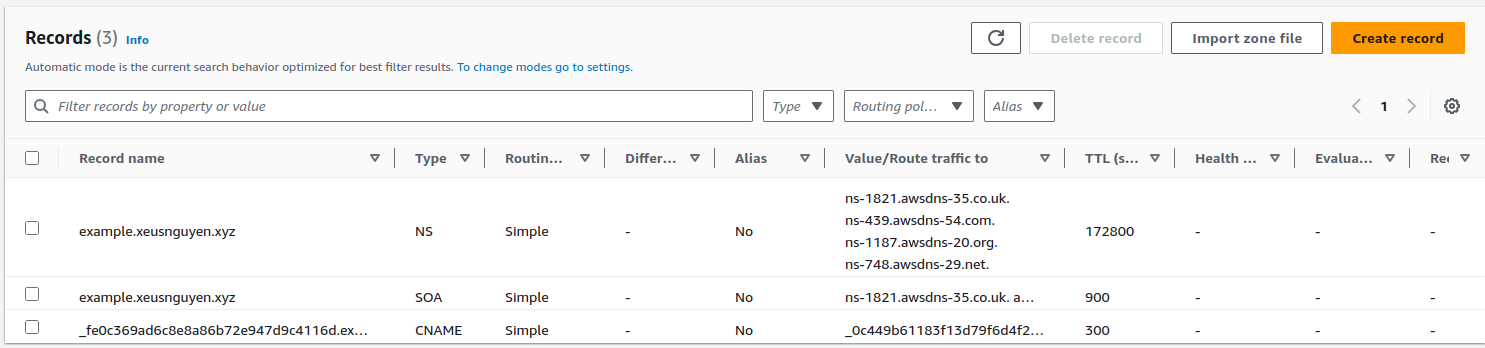 Records (3) Info
Delete record
Import zone file
Create record
Automatic mode is the current search behavior optimized for best filter results. To change modes go to settings.
Filter records by property or value
Type
Routing pol...
Alias
1
Record name
Type
Routin...
Differ...
Alias
Value/Route traffic to
TTL (s...
Health ...
Evalua...
example.xeusnguyen.xyz NS Simple - No ns-1821.awsdns-35.co.uk. 172800 - - -
ns-439.awsdns-54.com.
ns-1187.awsdns-20.org.
ns-748.awsdns-29.net.
example.xeusnguyen.xyz SOA Simple - No ns-1821.awsdns-35.co.uk. a... 900 - - -
_fe0c369ad6c8e8a86b72e947d9c4116d.ex... CNAME Simple - No _0c449b61183f13d79f6d4f2... 300 - - -